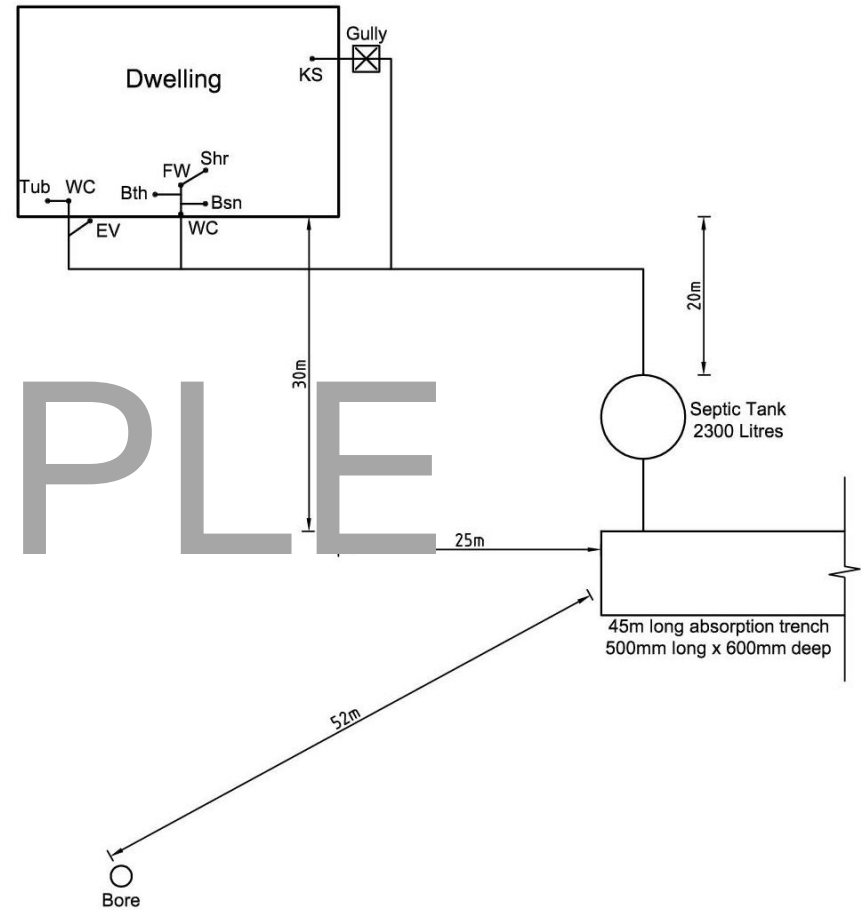 Gully
KS
Dwelling
Shr
FW
Tub WC
Bth
Bsn
EV
WC
20m
30m
PLE
Septic Tank
2300 Litres
25m
45m long absorption trench
500mm long x 600mm deep
52m
Bore